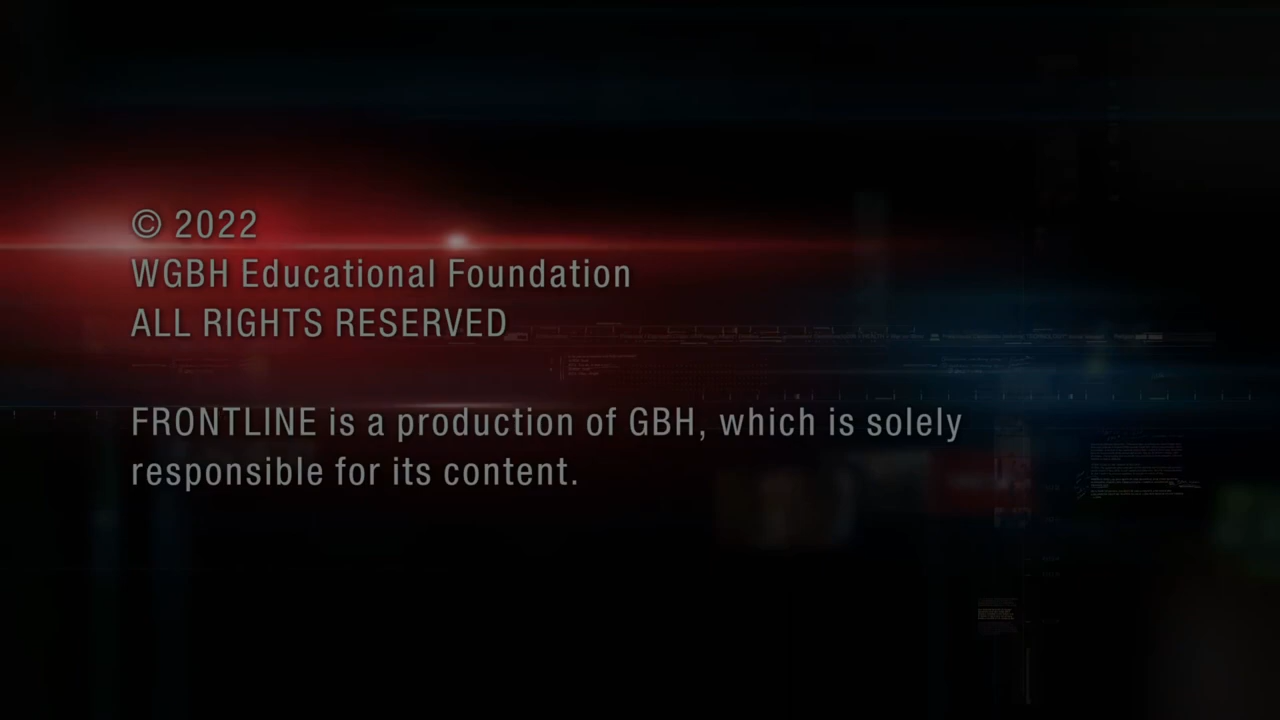 © 2022
WGBH Educational Foundation
ALL RIGHTS RESERVED
FRONTLINE is a production of GBH, which is solely
responsible for its content.